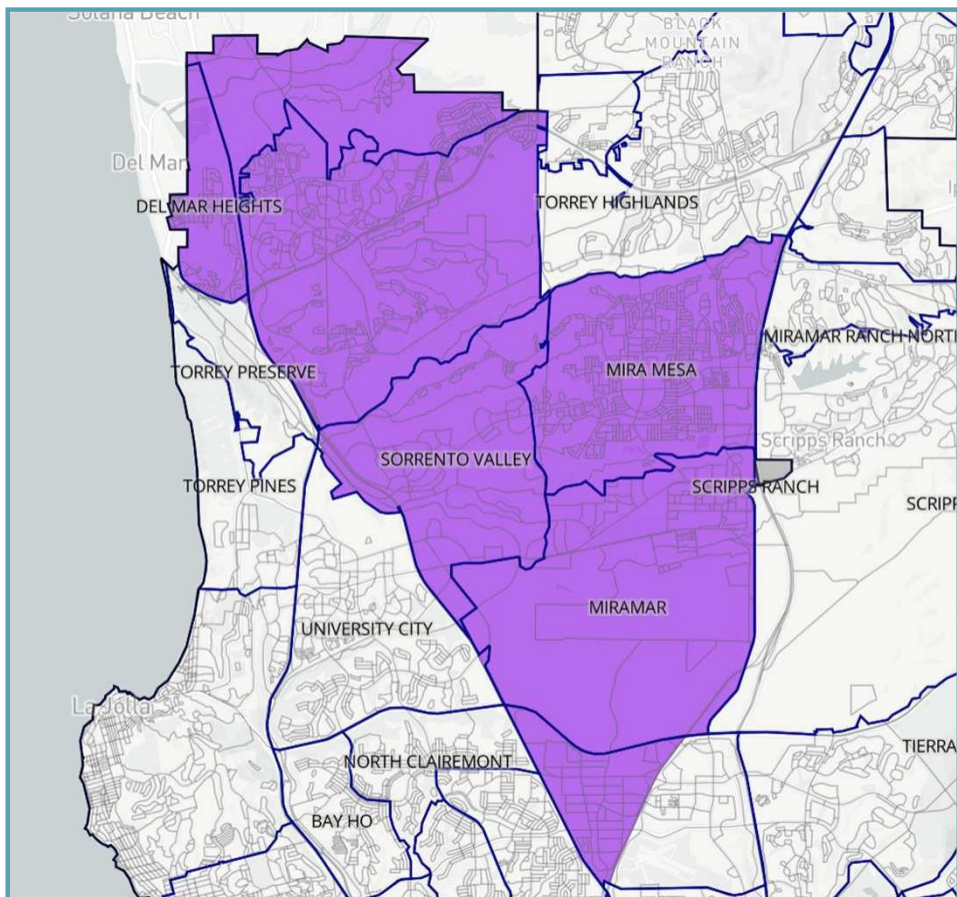 Solana Beach
BLACK
MOUNTAIN
RANCH
Del Mar
DEL MAR HEIGHTS
TORREY HIGHLANDS
MIRAMAR RANCH NORTH
TORREY PRESERVE
MIRA MESA
Scripps Ranch
SORRENTO VALLEY
TORREY PINES
SCRIPPS RANCH
SCRIPP
MIRAMAR
UNIVERSITY CITY
La Jolla
NORTH CLAIREMONT
TIERRA
BAY HO